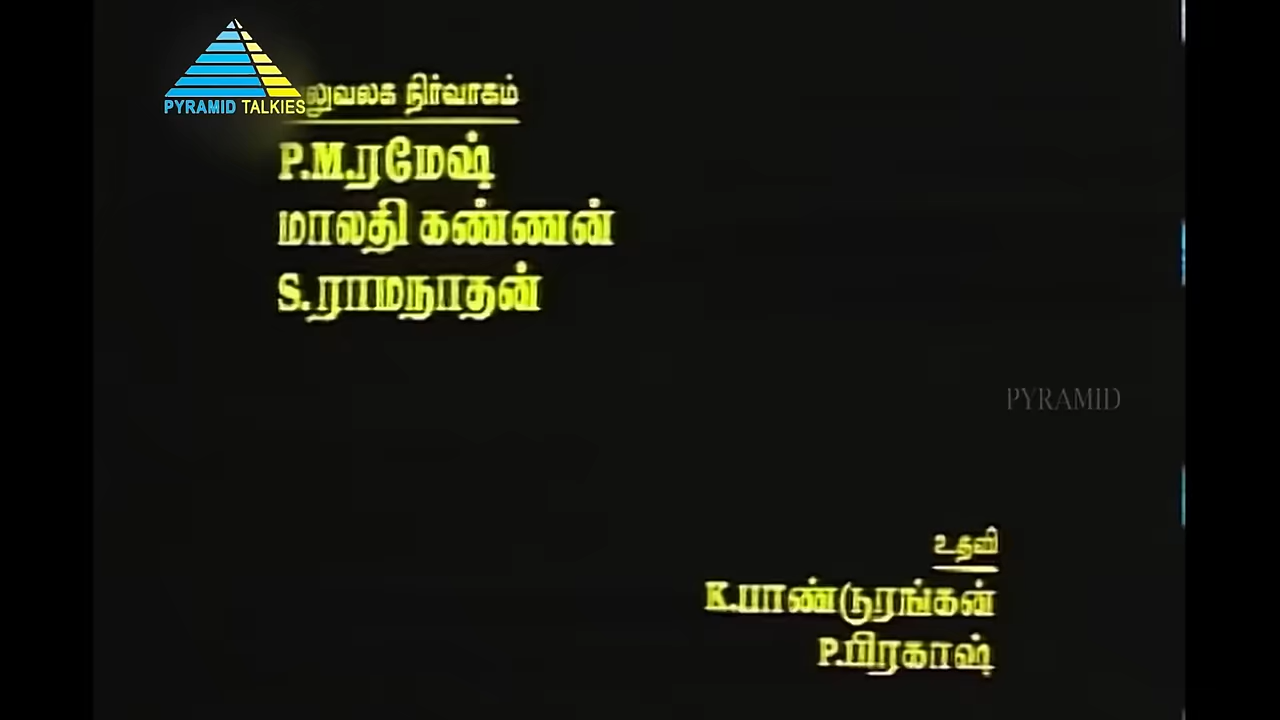 PYRAMID TALKIES
லுவலக நிர்வாகம்
P.M.ரமேஷ்
மாலதி கண்ணன்
S.ராமநாதன்
PYRAMID
உதவி
K.பாண்டுரங்கன்
P.பிரகாஷ்